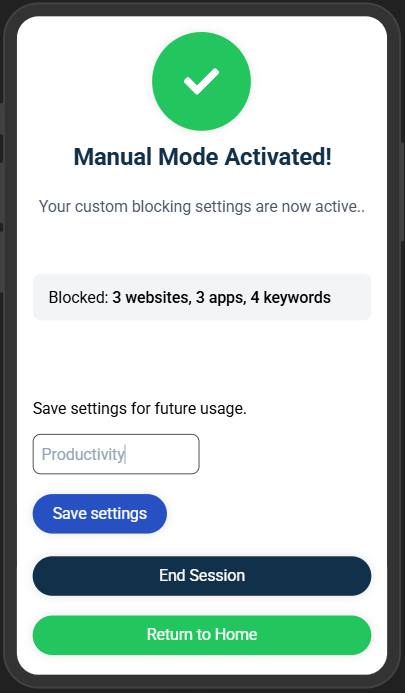 Manual Mode Activated!
Your custom blocking settings are now active..
Blocked: 3 websites, 3 apps, 4 keywords
Save settings for future usage.
Productivity
Save settings
End Session
Return to Home